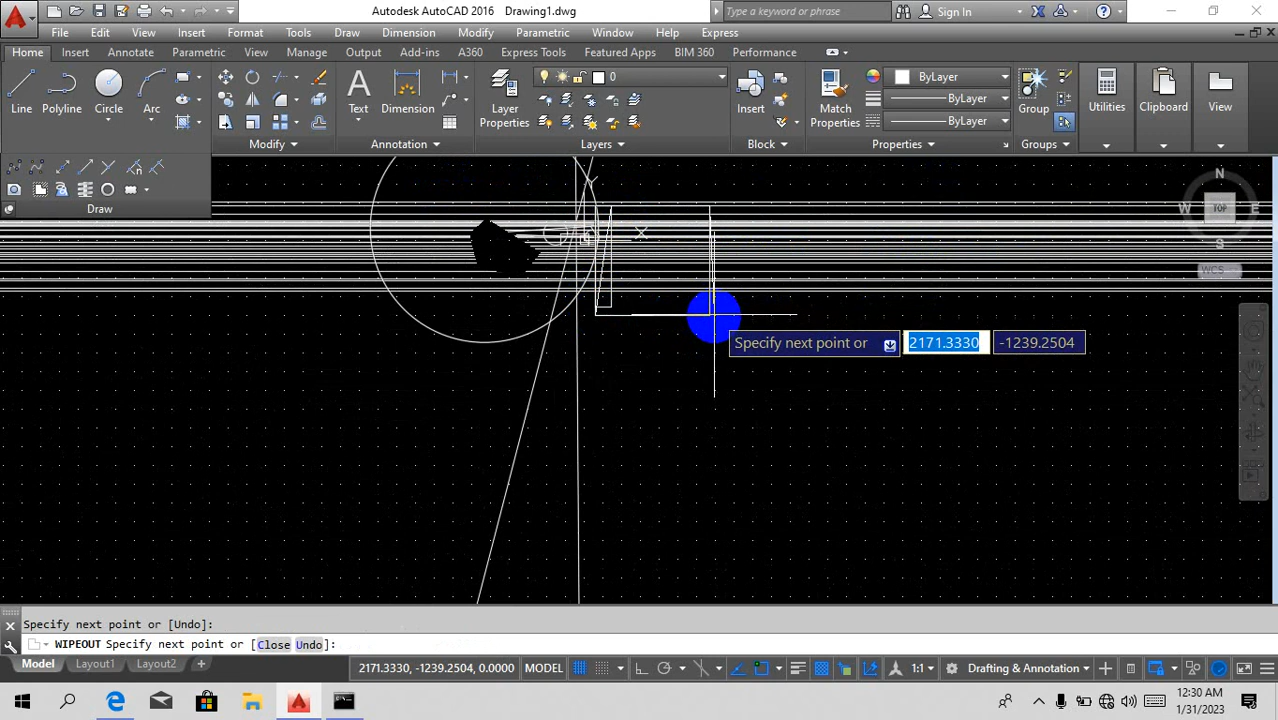 Autodesk AutoCAD 2016 Drawing1.dwg
Type a keyword or phrase
Sign In
File Edit View Insert Format Tools Draw Dimension Modify Parametric Window Help Express
Home Insert Annotate Parametric View Manage Output Add-ins A360 Express Tools Featured Apps BIM 360 Performance
Line Polyline Circle Arc
Text Dimension
Layer Properties
0
Insert
Match Properties
ByLayer
ByLayer
ByLayer
Group
Utilities
Clipboard
View
Modify Annotation Layers Block Properties Groups
Draw
N
W TOP E
S
WCS
Y
X
Specify next point or 2171.3330 -1239.2504
Specify next point or [Undo]:
WIPEOUT Specify next point or [Close Undo]:
Model Layout1 Layout2 +
2171.3330, -1239.2504, 0.0000 MODEL 1:1 Drafting & Annotation
12:30 AM
1/31/2023